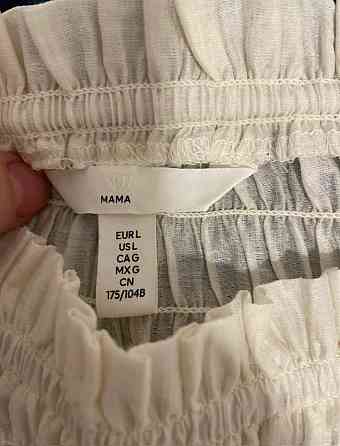 MAMA
EUR L
US L
CA G
MX G
CN
175/104B